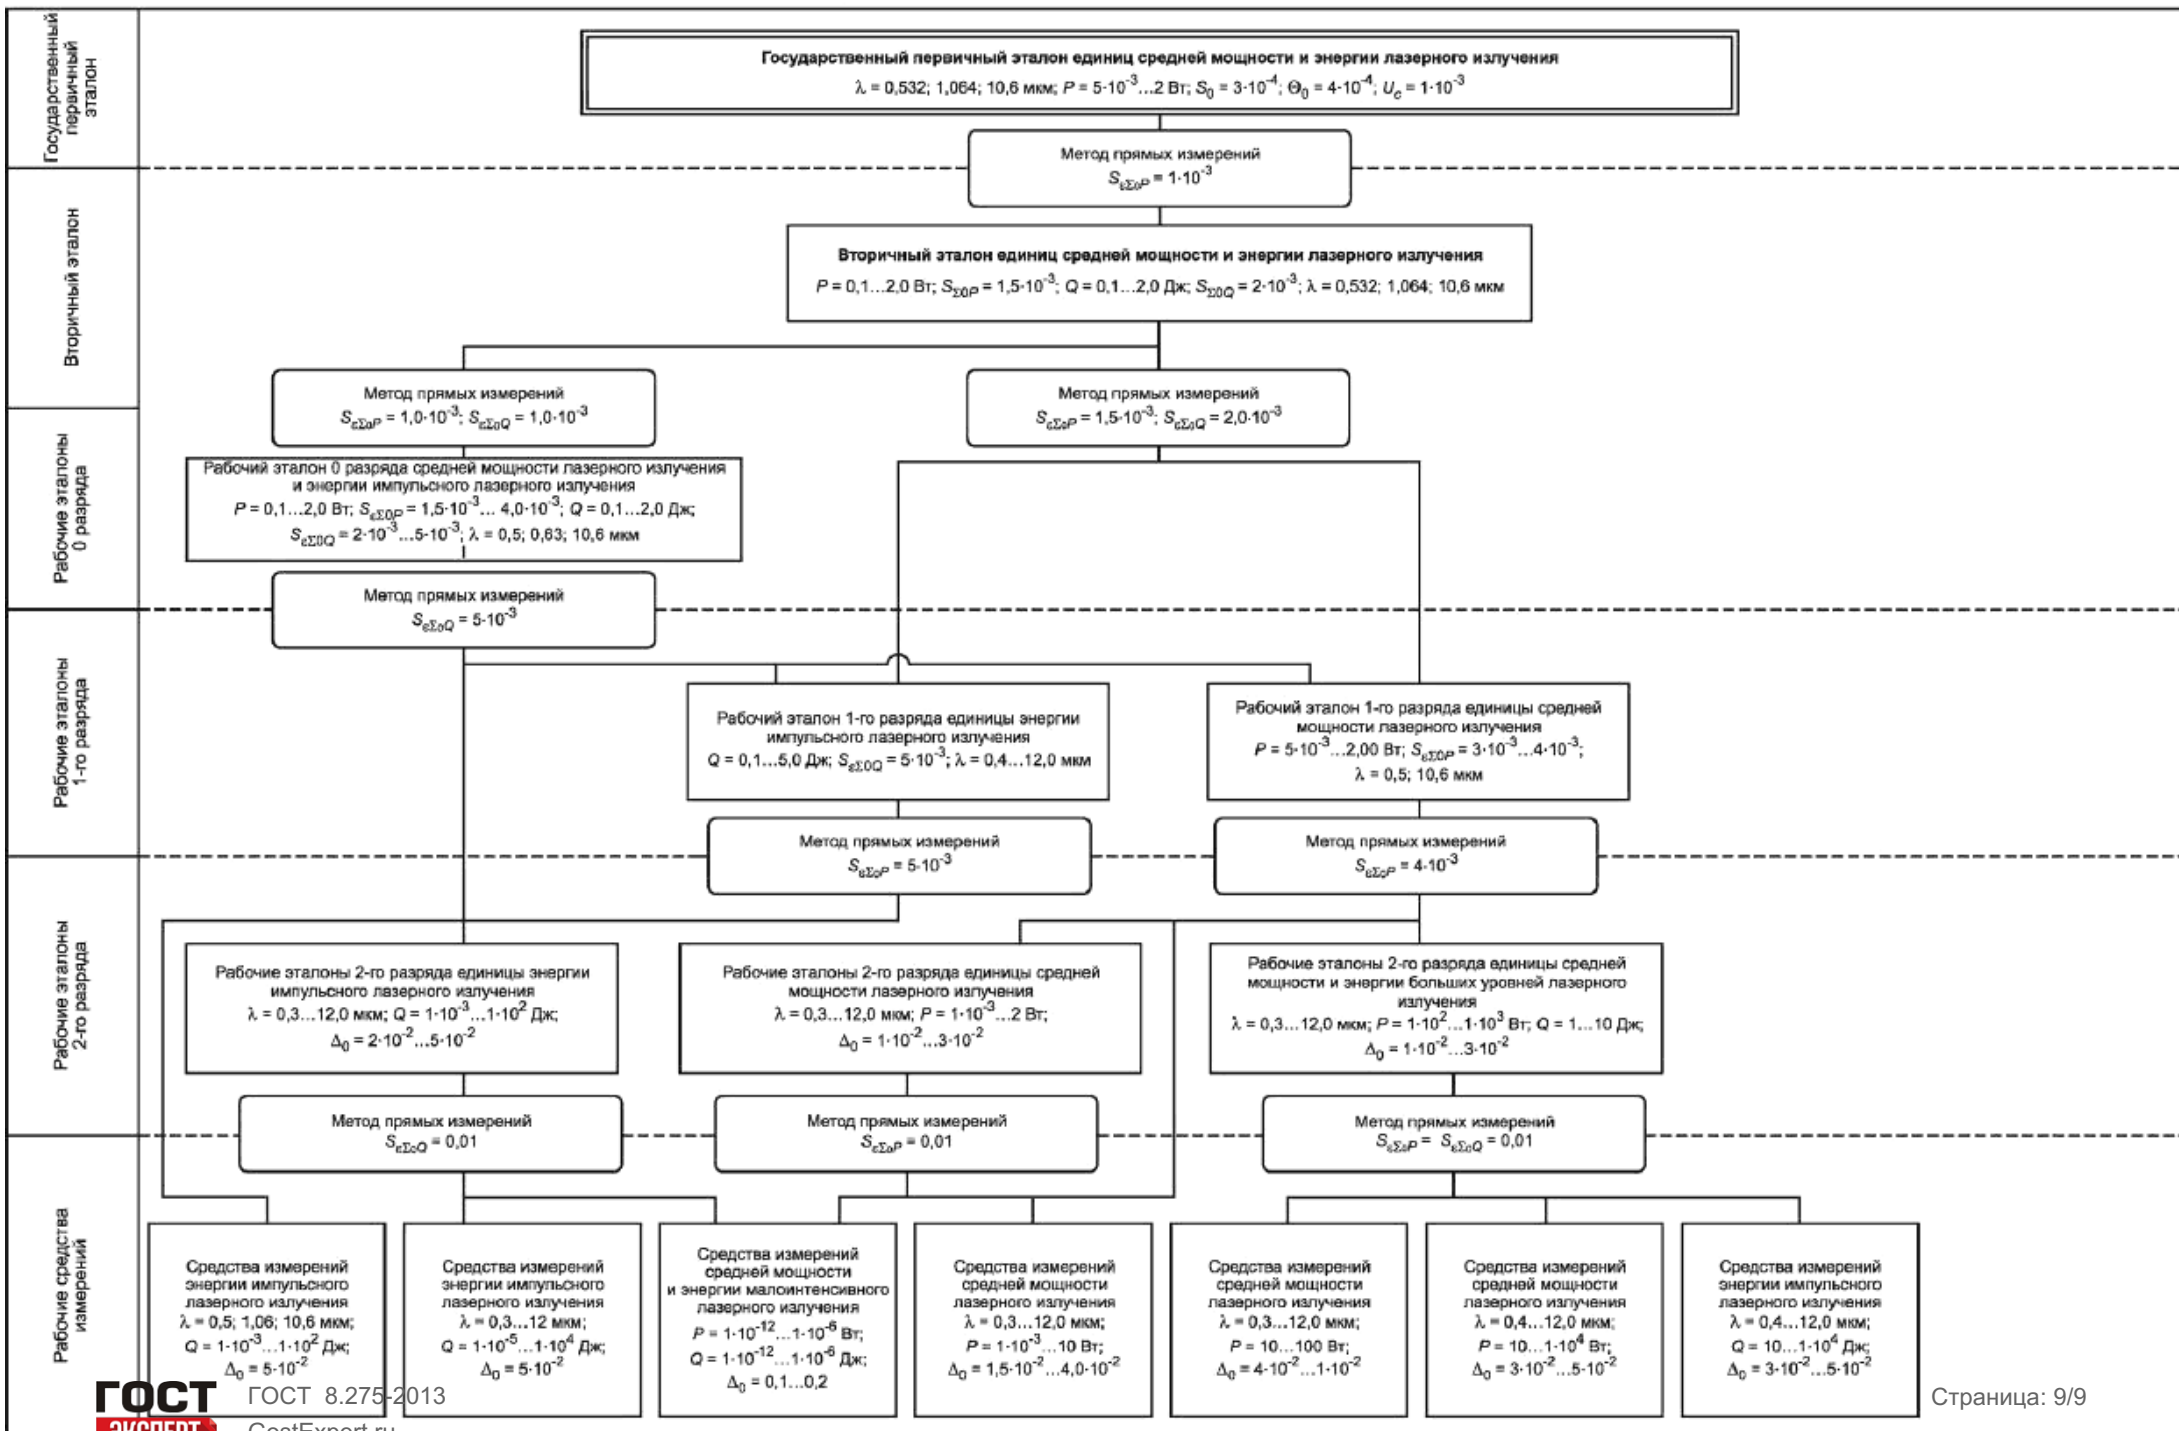 Государственный
первичный
эталон
Государственный первичный эталон единиц средней мощности и энергии лазерного излучения
λ = 0,532; 1,064; 10,6 мкм; P = 5·10⁻³...2 Вт; S₀ = 3·10⁻⁴; Θ₀ = 4·10⁻⁴; U_c = 1·10⁻³
Метод прямых измерений
S_εΣ₀P = 1·10⁻³
Вторичный эталон
Вторичный эталон единиц средней мощности и энергии лазерного излучения
P = 0,1...2,0 Вт; S_Σ0P = 1,5·10⁻³; Q = 0,1...2,0 Дж; S_Σ0Q = 2·10⁻³; λ = 0,532; 1,064; 10,6 мкм
Метод прямых измерений
S_εΣ₀P = 1,0·10⁻³; S_εΣ₀Q = 1,0·10⁻³
Метод прямых измерений
S_εΣ₀P = 1,5·10⁻³; S_εΣ₀Q = 2,0·10⁻³
Рабочие эталоны
0 разряда
Рабочий эталон 0 разряда средней мощности лазерного излучения
и энергии импульсного лазерного излучения
P = 0,1...2,0 Вт; S_εΣ0P = 1,5·10⁻³... 4,0·10⁻³; Q = 0,1...2,0 Дж;
S_εΣ0Q = 2·10⁻³...5·10⁻³; λ = 0,5; 0,63; 10,6 мкм
Метод прямых измерений
S_εΣ₀Q = 5·10⁻³
Рабочие эталоны
1-го разряда
Рабочий эталон 1-го разряда единицы энергии
импульсного лазерного излучения
Q = 0,1...5,0 Дж; S_εΣ0Q = 5·10⁻³; λ = 0,4...12,0 мкм
Рабочий эталон 1-го разряда единицы средней
мощности лазерного излучения
P = 5·10⁻³...2,00 Вт; S_εΣ0P = 3·10⁻³...4·10⁻³;
λ = 0,5; 10,6 мкм
Метод прямых измерений
S_εΣ₀P = 5·10⁻³
Метод прямых измерений
S_εΣ₀P = 4·10⁻³
Рабочие эталоны
2-го разряда
Рабочие эталоны 2-го разряда единицы энергии
импульсного лазерного излучения
λ = 0,3...12,0 мкм; Q = 1·10⁻³...1·10² Дж;
Δ₀ = 2·10⁻²...5·10⁻²
Рабочие эталоны 2-го разряда единицы средней
мощности лазерного излучения
λ = 0,3...12,0 мкм; P = 1·10⁻³...2 Вт;
Δ₀ = 1·10⁻²...3·10⁻²
Рабочие эталоны 2-го разряда единицы средней
мощности и энергии больших уровней лазерного
излучения
λ = 0,3...12,0 мкм; P = 1·10²...1·10³ Вт; Q = 1...10 Дж;
Δ₀ = 1·10⁻²...3·10⁻²
Метод прямых измерений
S_εΣ₀Q = 0,01
Метод прямых измерений
S_εΣ₀P = 0,01
Метод прямых измерений
S_εΣ₀P = S_εΣ₀Q = 0,01
Рабочие средства
измерений
Средства измерений
энергии импульсного
лазерного излучения
λ = 0,5; 1,06; 10,6 мкм;
Q = 1·10⁻³...1·10² Дж;
Δ₀ = 5·10⁻²
Средства измерений
энергии импульсного
лазерного излучения
λ = 0,3...12 мкм;
Q = 1·10⁻⁵...1·10⁴ Дж;
Δ₀ = 5·10⁻²
Средства измерений
средней мощности
и энергии малоинтенсивного
лазерного излучения
P = 1·10⁻¹²...1·10⁻⁶ Вт;
Q = 1·10⁻¹²...1·10⁻⁶ Дж;
Δ₀ = 0,1...0,2
Средства измерений
средней мощности
лазерного излучения
λ = 0,3...12,0 мкм;
P = 1·10⁻³...10 Вт;
Δ₀ = 1,5·10⁻²...4,0·10⁻²
Средства измерений
средней мощности
лазерного излучения
λ = 0,3...12,0 мкм;
P = 10...100 Вт;
Δ₀ = 4·10⁻²...1·10⁻²
Средства измерений
средней мощности
лазерного излучения
λ = 0,4...12,0 мкм;
P = 10...1·10⁴ Вт;
Δ₀ = 3·10⁻²...5·10⁻²
Средства измерений
энергии импульсного
лазерного излучения
λ = 0,4...12,0 мкм;
Q = 10...1·10⁴ Дж;
Δ₀ = 3·10⁻²...5·10⁻²
ГОСТ
ЭКСПЕРТ
ГОСТ 8.275-2013
GostExpert.ru
Страница: 9/9